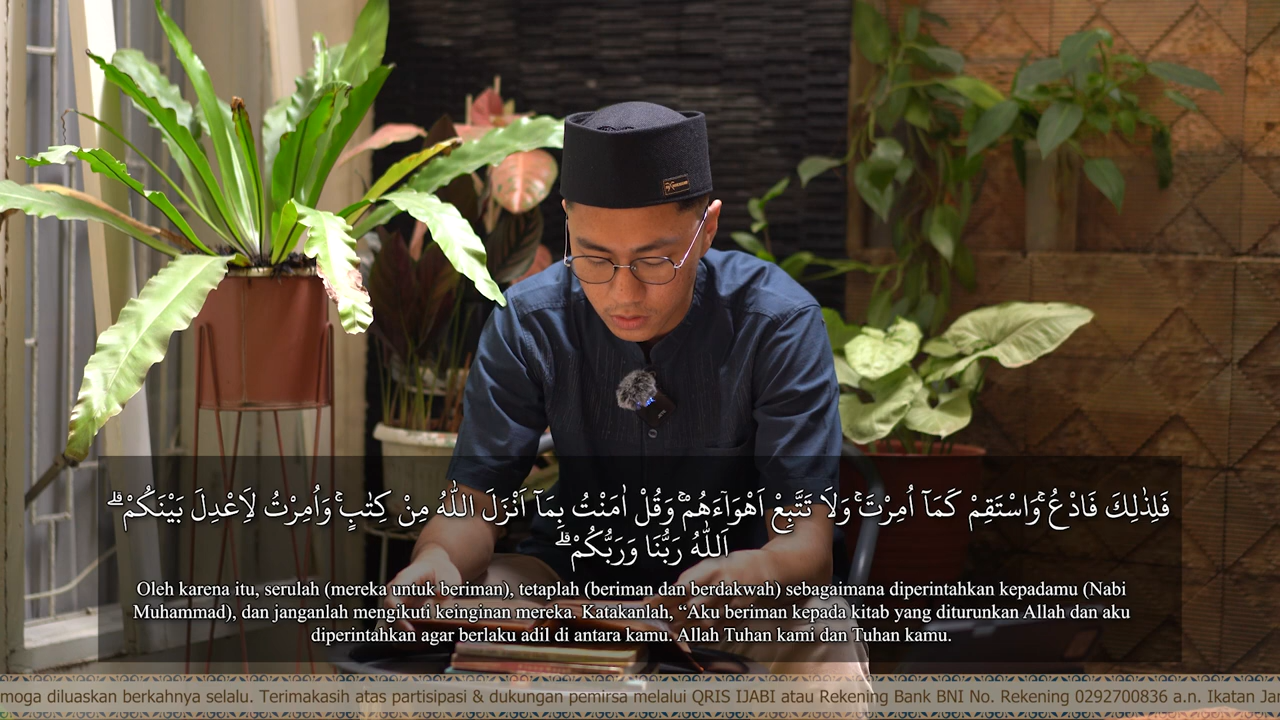 فَلِذٰلِكَ فَادْعُ ۚوَاسْتَقِمْ كَمَآ اُمِرْتَۚ وَلَا تَتَّبِعْ اَهْوَاۤءَهُمْۚ وَقُلْ اٰمَنْتُ بِمَآ اَنْزَلَ اللّٰهُ مِنْ كِتٰبٍۚ وَاُمِرْتُ لِاَعْدِلَ بَيْنَكُمْ ۗ
اَللّٰهُ رَبُّنَا وَرَبُّكُمْ ۗ
Oleh karena itu, serulah (mereka untuk beriman), tetaplah (beriman dan berdakwah) sebagaimana diperintahkan kepadamu (Nabi
Muhammad), dan janganlah mengikuti keinginan mereka. Katakanlah, “Aku beriman kepada kitab yang diturunkan Allah dan aku
diperintahkan agar berlaku adil di antara kamu. Allah Tuhan kami dan Tuhan kamu.
moga diluaskan berkahnya selalu. Terimakasih atas partisipasi & dukungan pemirsa melalui QRIS IJABI atau Rekening Bank BNI No. Rekening 0292700836 a.n. Ikatan Ja